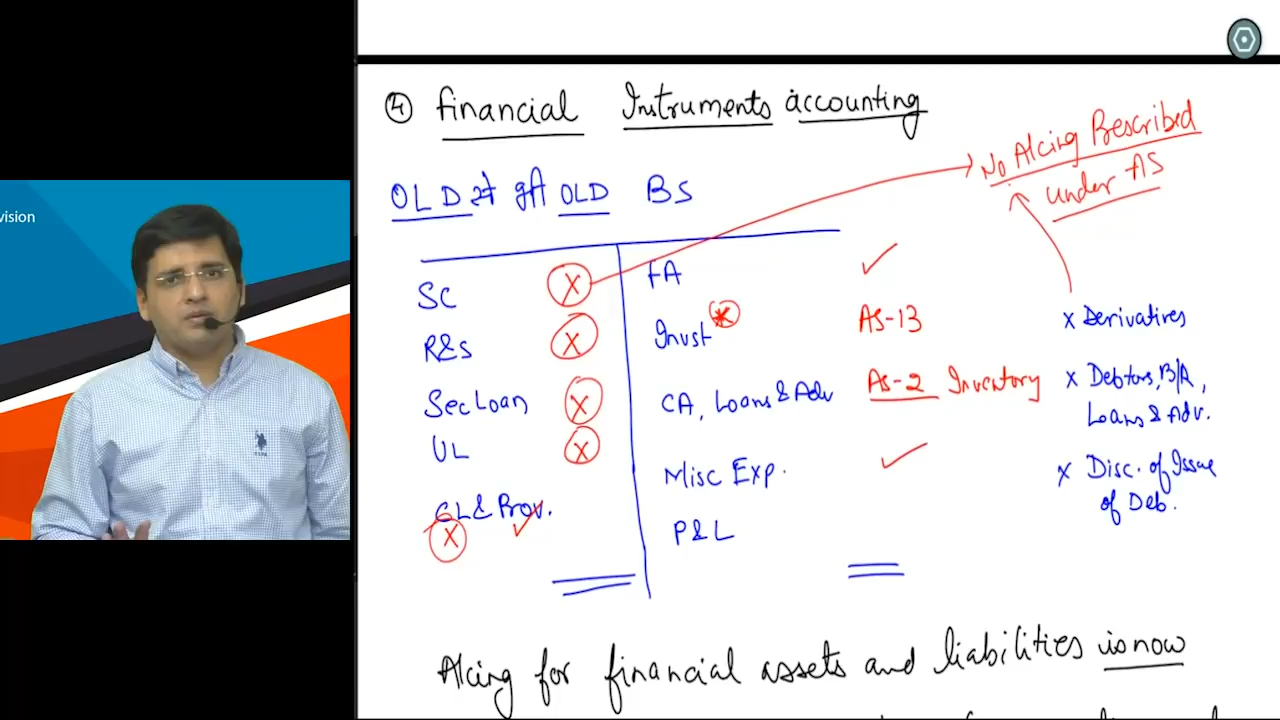 vision
④ financial Instruments accounting
OLD से भी OLD BS
No A/cing Prescribed
under AS
SC X FA ✓
R&S X Invst * AS-13 x Derivatives
Sec Loan X CA, Loans & Adv AS-2 Inventory x Debtors, B/R,
Loans & Adv.
UL X Misc Exp. ✓ x Disc. of Issue
of Deb.
CL & Prov. ✓ P & L
X
A/cing for financial assets and liabilities is now